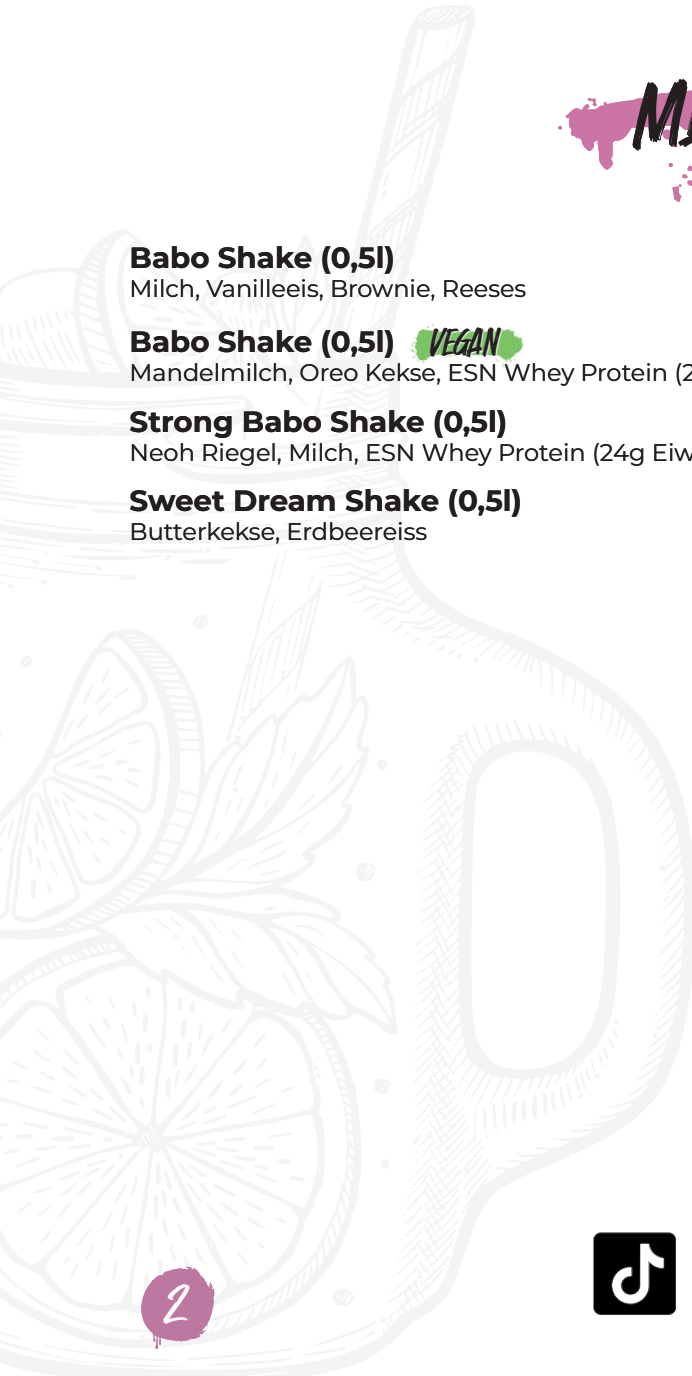 Babo Shake (0,5l)
Milch, Vanilleeis, Brownie, Reeses
Babo Shake (0,5l) VEGAN
Mandelmilch, Oreo Kekse, ESN Whey Protein (2
Strong Babo Shake (0,5l)
Neoh Riegel, Milch, ESN Whey Protein (24g Eiw
Sweet Dream Shake (0,5l)
Butterkekse, Erdbeereiss
2